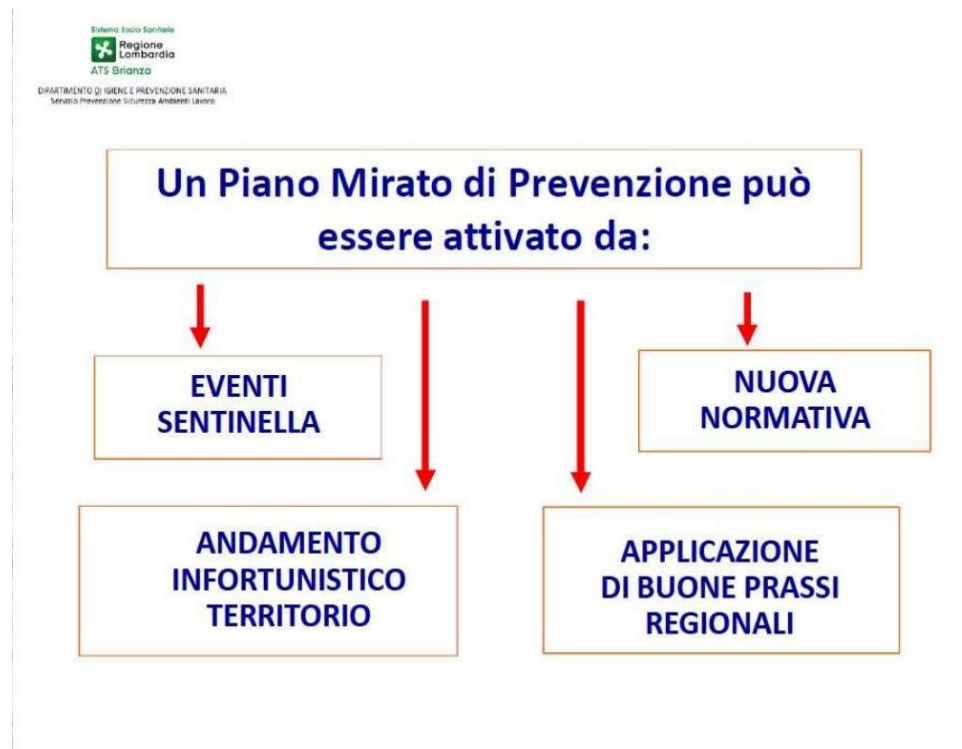 Sistema Socio Sanitario
Regione
Lombardia
ATS Brianza
DIPARTIMENTO DI IGIENE E PREVENZIONE SANITARIA
Servizio Prevenzione Sicurezza Ambienti Lavoro
Un Piano Mirato di Prevenzione può
essere attivato da:
EVENTI
SENTINELLA
NUOVA
NORMATIVA
ANDAMENTO
INFORTUNISTICO
TERRITORIO
APPLICAZIONE
DI BUONE PRASSI
REGIONALI